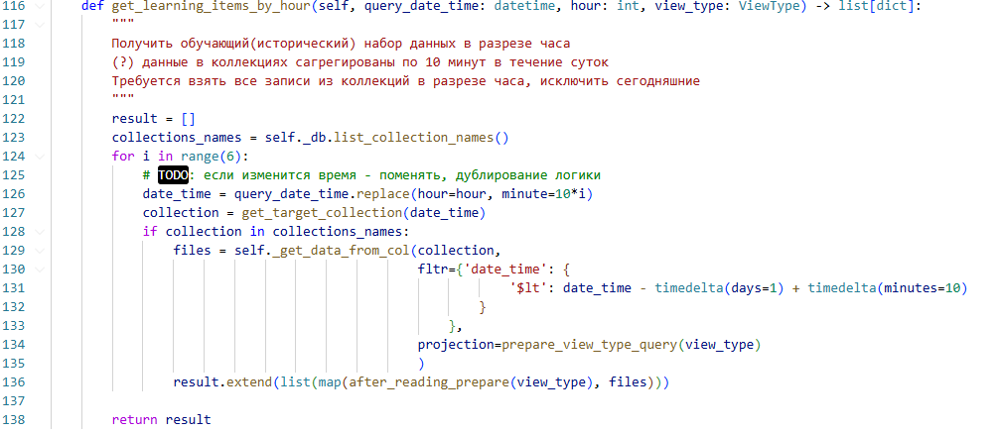 116 def get_learning_items_by_hour(self, query_date_time: datetime, hour: int, view_type: ViewType) -> list[dict]:
117 """
118 Получить обучающий(исторический) набор данных в разрезе часа
119 (?) данные в коллекциях сагрегированы по 10 минут в течение суток
120 Требуется взять все записи из коллекций в разрезе часа, исключить сегодняшние
121 """
122 result = []
123 collections_names = self._db.list_collection_names()
124 for i in range(6):
125 # TODO: если изменится время - поменять, дублирование логики
126 date_time = query_date_time.replace(hour=hour, minute=10*i)
127 collection = get_target_collection(date_time)
128 if collection in collections_names:
129 files = self._get_data_from_col(collection,
130 fltr={'date_time': {
131 '$lt': date_time - timedelta(days=1) + timedelta(minutes=10)
132 }
133 },
134 projection=prepare_view_type_query(view_type)
135 )
136 result.extend(list(map(after_reading_prepare(view_type), files)))
137
138 return result